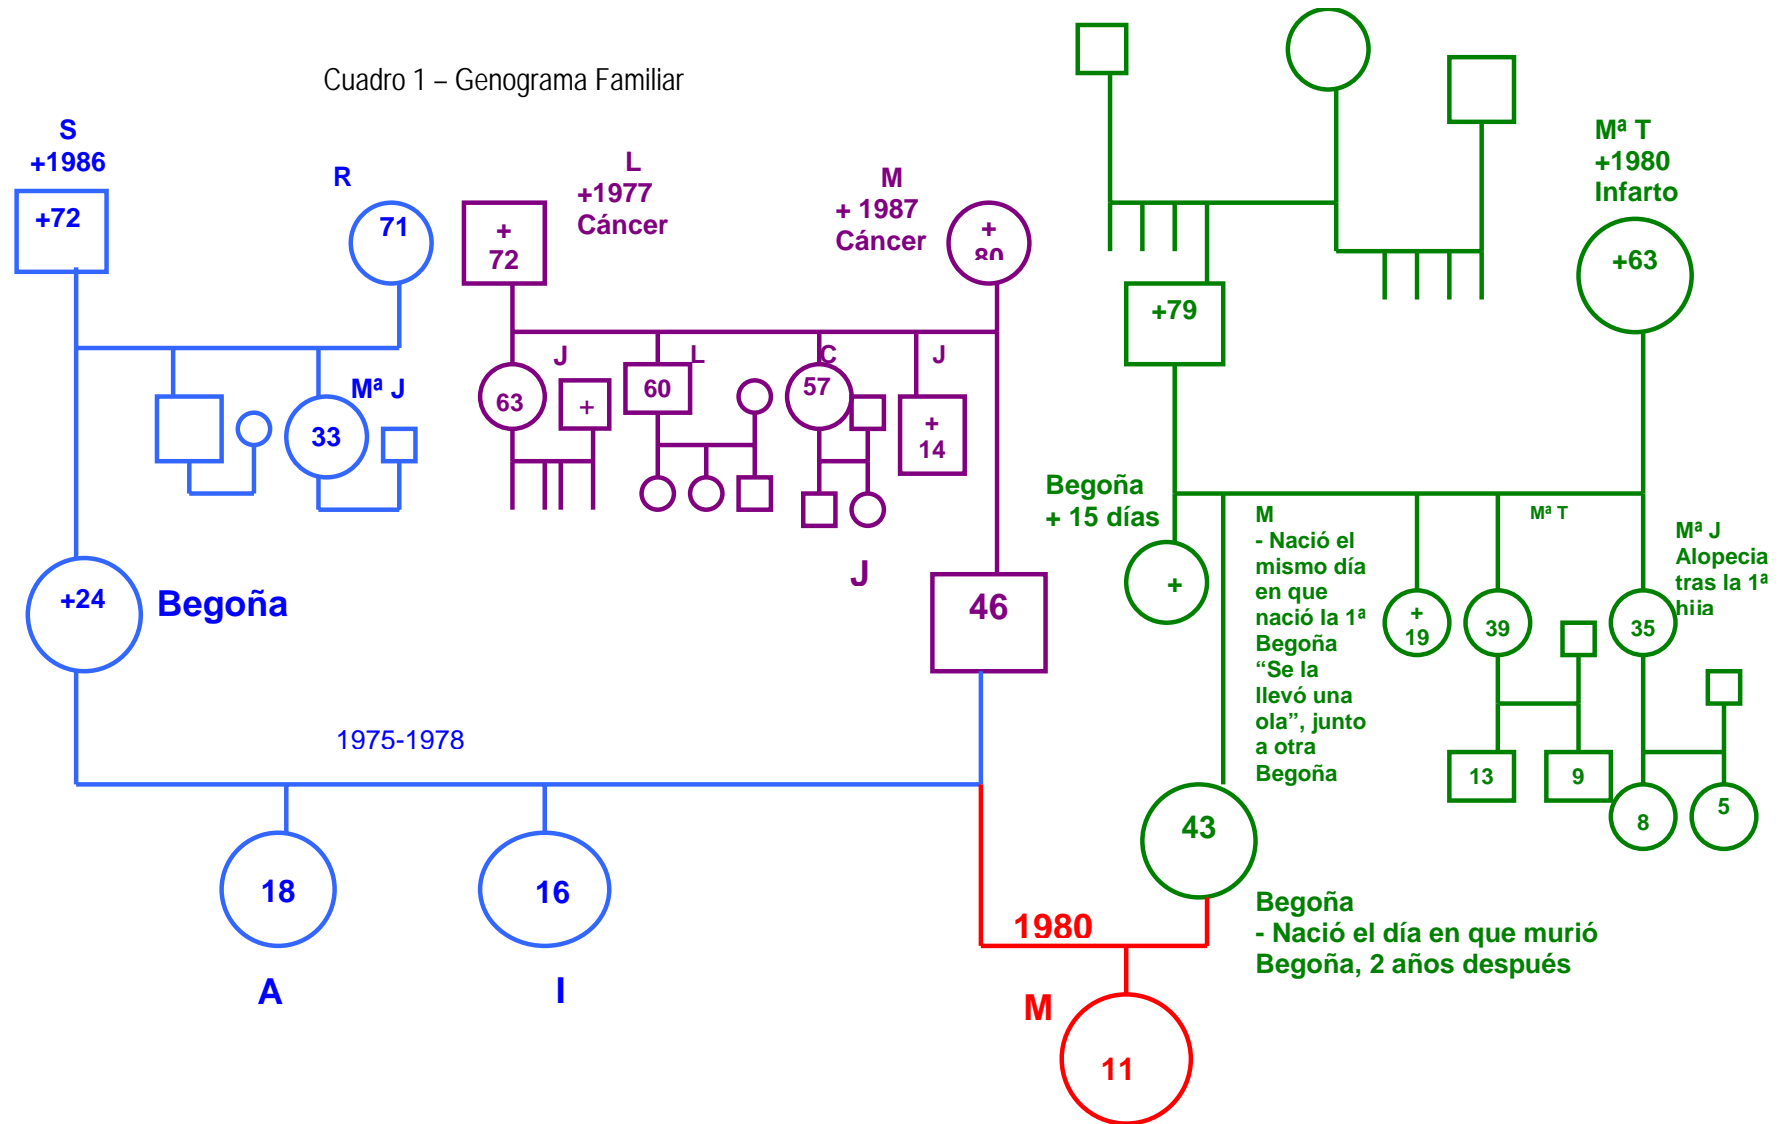 Cuadro 1 – Genograma Familiar
S
+1986
+72
R
71
L
+1977
Cáncer
+
72
M
+ 1987
Cáncer
+
80
Mª T
+1980
Infarto
+63
+79
Mª J
33
J
63
+
L
60
C
57
J
+
14
J
46
+24
Begoña
1975-1978
18
A
16
I
Begoña
+ 15 días
+
M
- Nació el
mismo día
en que
nació la 1ª
Begoña
“Se la
llevó una
ola”, junto
a otra
Begoña
+
19
Mª T
39
Mª J
Alopecia
tras la 1ª
hija
35
13
9
8
5
43
Begoña
- Nació el día en que murió
Begoña, 2 años después
1980
M
11